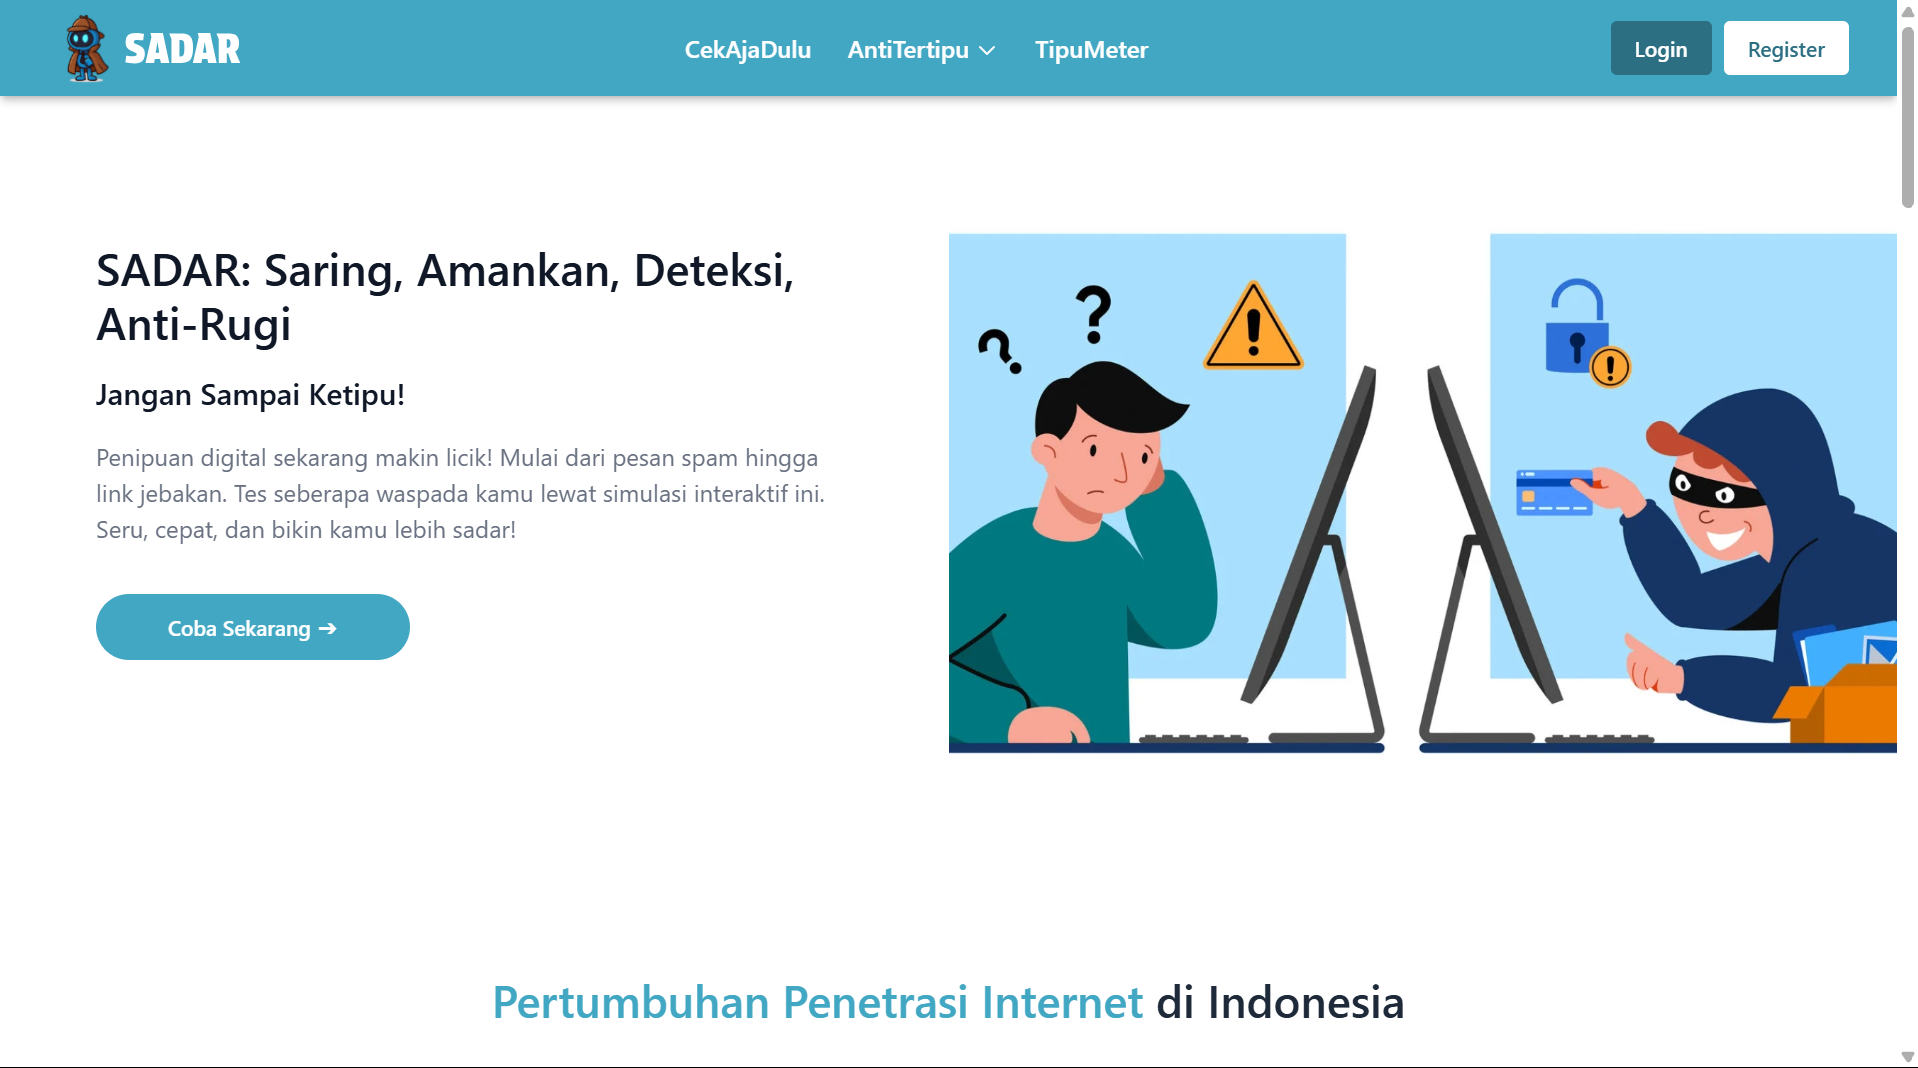 SADAR
CekAjaDulu
AntiTertipu
TipuMeter
Login
Register
SADAR: Saring, Amankan, Deteksi,
Anti-Rugi
Jangan Sampai Ketipu!
Penipuan digital sekarang makin licik! Mulai dari pesan spam hingga
link jebakan. Tes seberapa waspada kamu lewat simulasi interaktif ini.
Seru, cepat, dan bikin kamu lebih sadar!
Coba Sekarang ➔
? ?
!
!
Pertumbuhan Penetrasi Internet di Indonesia